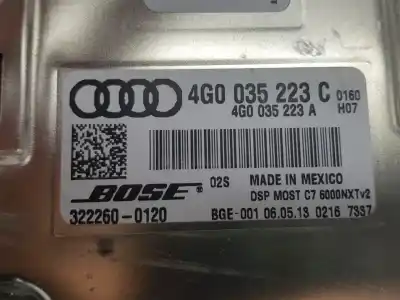 4G0 035 223 C 0160
4G0 035 223 A H07
BOSE 02S MADE IN MEXICO
DSP MOST C7 6000NXTv2
322260-0120 BGE-001 06.05.13 0216 7337